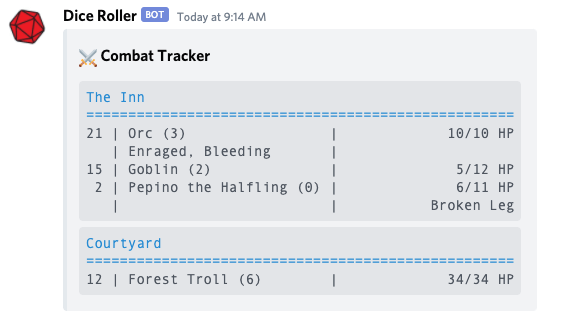 Dice Roller BOT Today at 9:14 AM
⚔️ Combat Tracker
The Inn
=============================================
21 | Orc (3)              |           10/10 HP
   | Enraged, Bleeding    |
15 | Goblin (2)           |            5/12 HP
 2 | Pepino the Halfling (0) |         6/11 HP
   |                      |         Broken Leg
Courtyard
=============================================
12 | Forest Troll (6)     |           34/34 HP